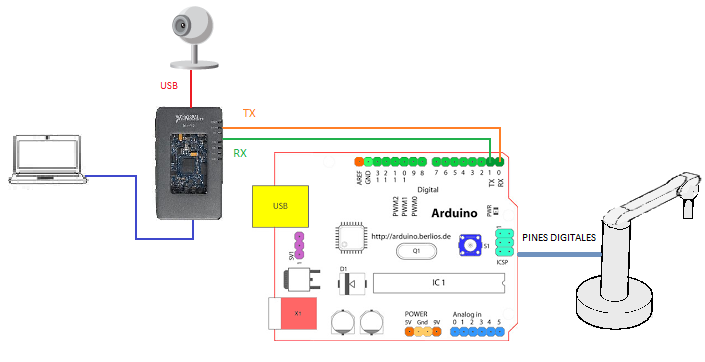 USB
TX
RX
AREF
GND
13
12
11
10
9
8
7
6
5
4
3
2
1
0
TX
RX
Digital
USB
PWM2
PWM1
PWM0
Arduino
PWR
http://arduino.berlios.de
S1
1
ICSP
PINES DIGITALES
SV1
1
Q1
D1
IC 1
X1
POWER
5V Gnd 9V
Analog in
0 1 2 3 4 5